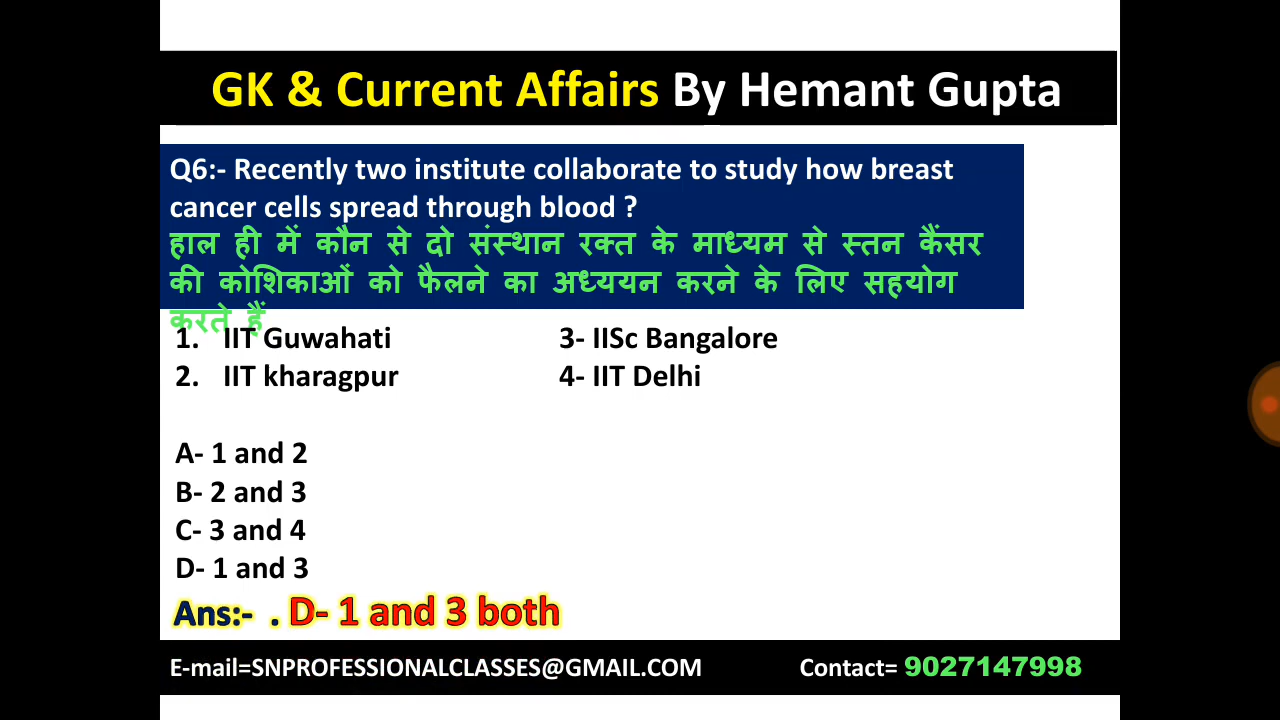 GK & Current Affairs By Hemant Gupta
Q6:- Recently two institute collaborate to study how breast
cancer cells spread through blood ?
हाल ही में कौन से दो संस्थान रक्त के माध्यम से स्तन कैंसर
की कोशिकाओं को फैलने का अध्ययन करने के लिए सहयोग
करते हैं
1. IIT Guwahati 3- IISc Bangalore
2. IIT kharagpur 4- IIT Delhi
A- 1 and 2
B- 2 and 3
C- 3 and 4
D- 1 and 3
Ans:- . D- 1 and 3 both
E-mail=SNPROFESSIONALCLASSES@GMAIL.COM Contact= 9027147998